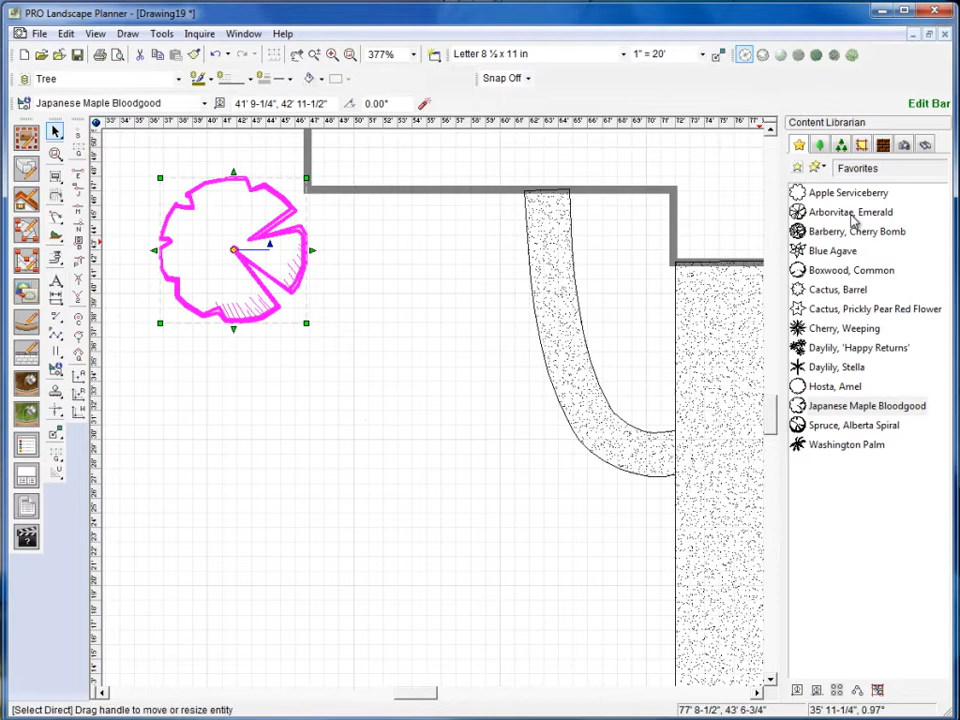 PRO Landscape Planner - [Drawing19 *]
File Edit View Draw Tools Inquire Window Help
377% Letter 8 ½ x 11 in 1" = 20'
Tree Snap Off
Japanese Maple Bloodgood 41' 9-1/4", 42' 11-1/2" 0.00° Edit Bar
Content Librarian
Favorites
Apple Serviceberry
Arborvitae, Emerald
Barberry, Cherry Bomb
Blue Agave
Boxwood, Common
Cactus, Barrel
Cactus, Prickly Pear Red Flower
Cherry, Weeping
Daylily, 'Happy Returns'
Daylily, Stella
Hosta, Amel
Japanese Maple Bloodgood
Spruce, Alberta Spiral
Washington Palm
[Select Direct] Drag handle to move or resize entity 77' 8-1/2", 43' 6-3/4" 35' 11-1/4", 0.97°